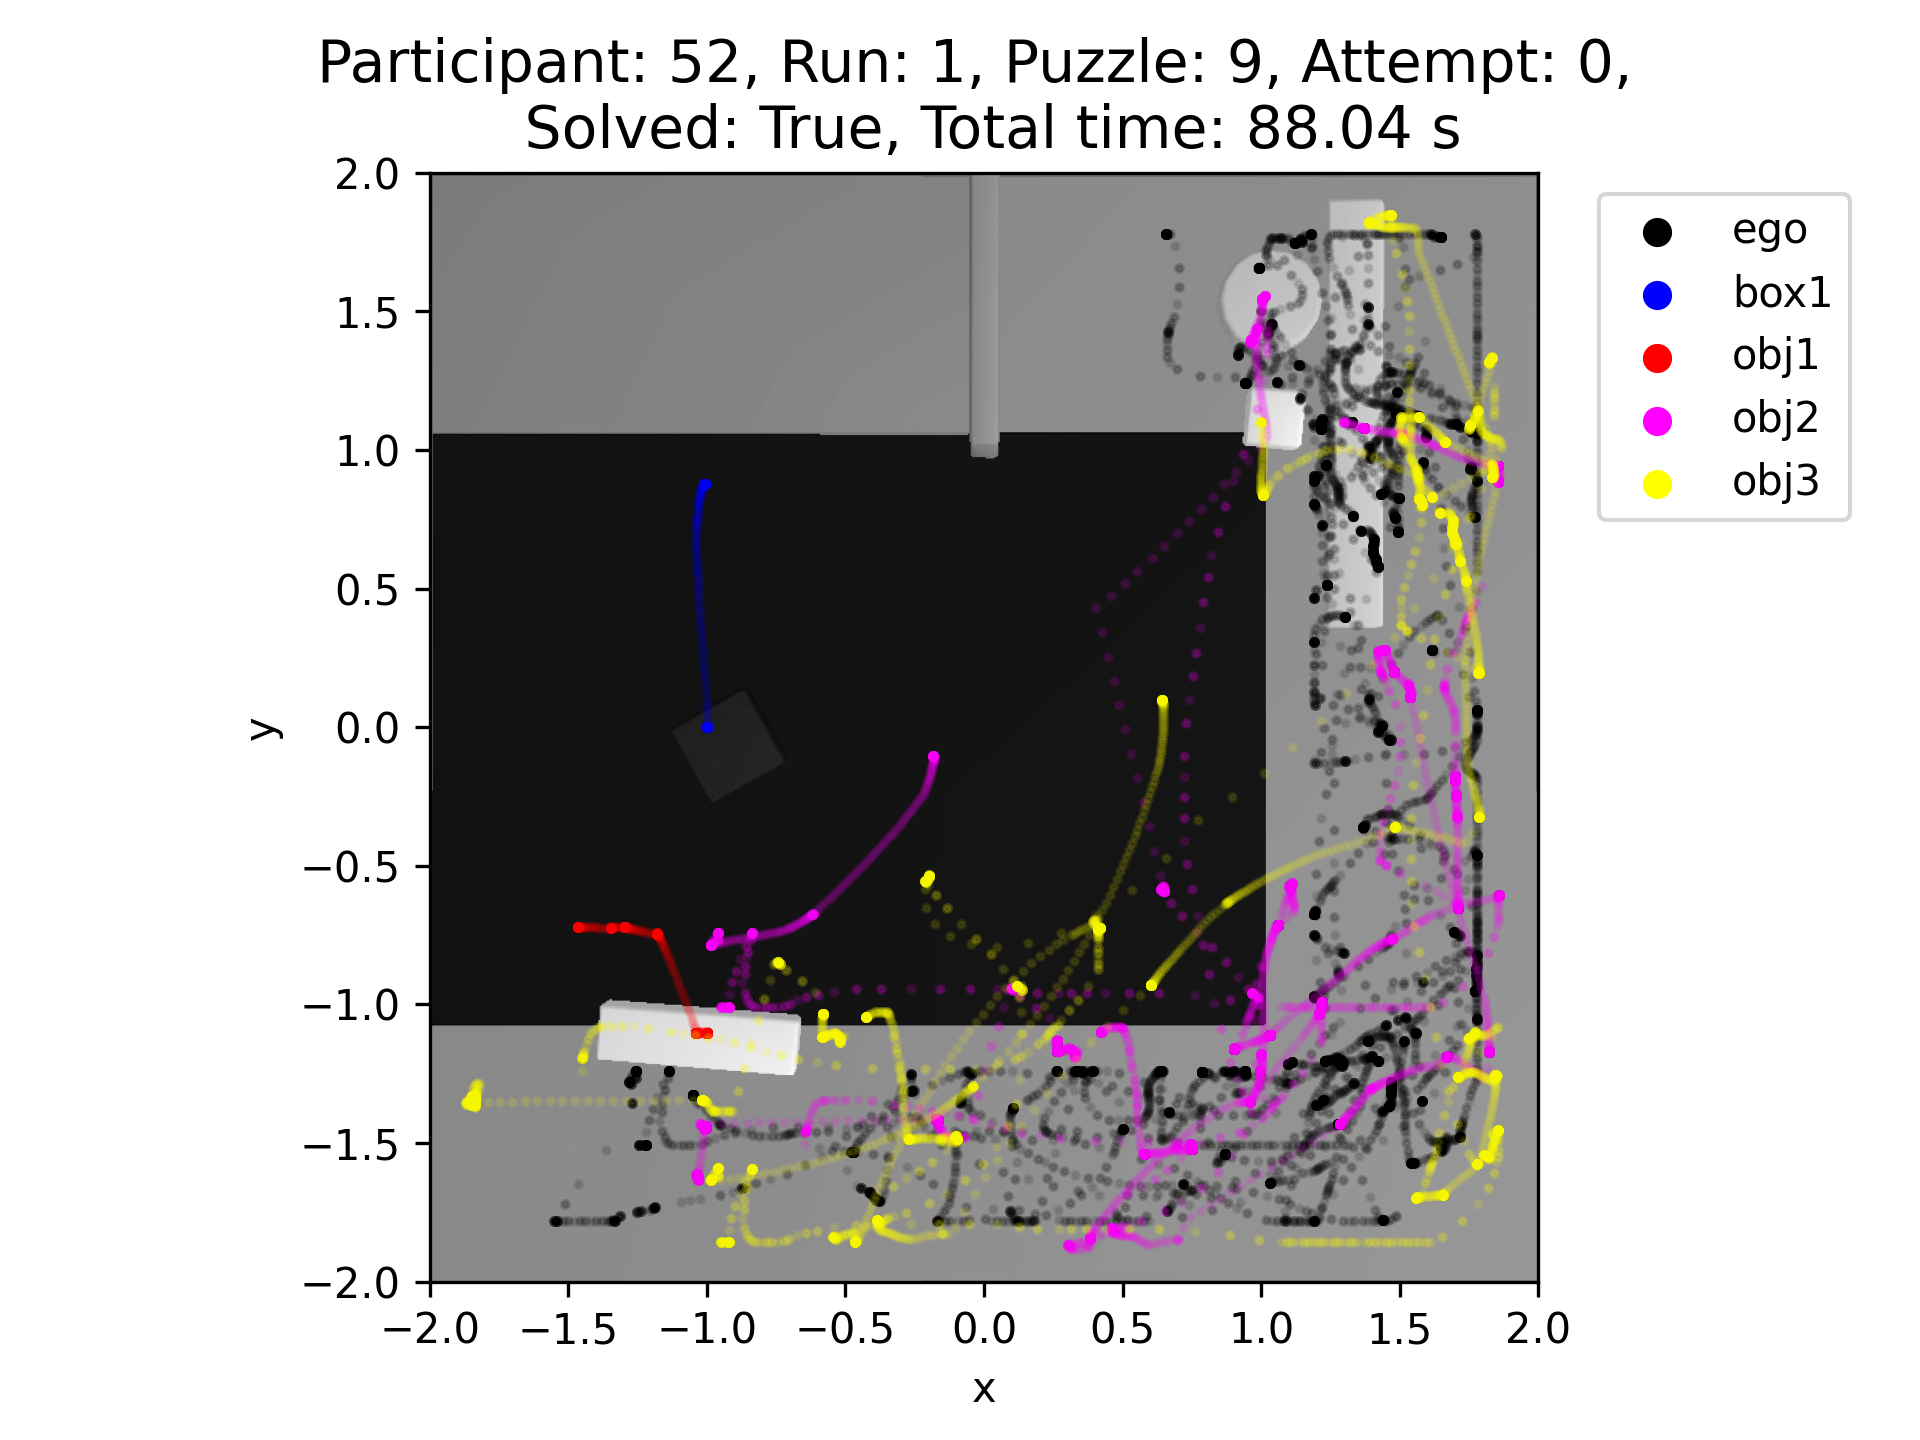 Participant: 52, Run: 1, Puzzle: 9, Attempt: 0,
Solved: True, Total time: 88.04 s
2.0
1.5
1.0
0.5
0.0
−0.5
−1.0
−1.5
−2.0
y
−2.0 −1.5 −1.0 −0.5 0.0 0.5 1.0 1.5 2.0
x
ego
box1
obj1
obj2
obj3